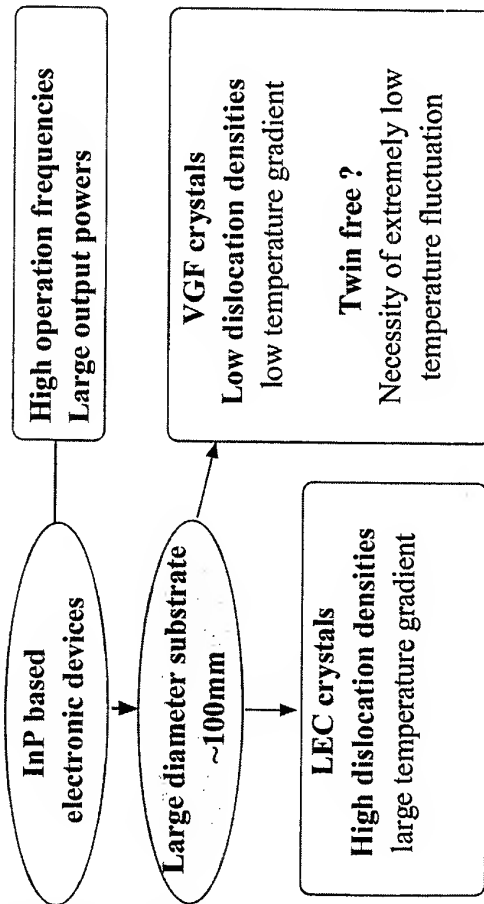 InP based
electronic devices
High operation frequencies
Large output powers
Large diameter substrate
~100mm
LEC crystals
High dislocation densities
large temperature gradient
VGF crystals
Low dislocation densities
low temperature gradient
Twin free ?
Necessity of extremely low
temperature fluctuation